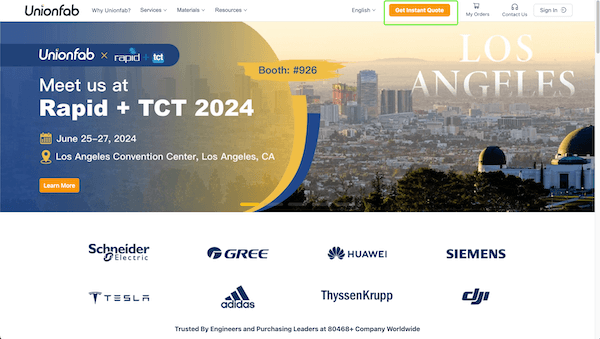 Unionfab
Why Unionfab?
Services
Materials
Resources
English
Get Instant Quote
My Orders
Contact Us
Sign In
Unionfab × rapid + tct
Booth: #926
LOS
ANGELES
Meet us at
Rapid + TCT 2024
June 25-27, 2024
Los Angeles Convention Center, Los Angeles, CA
Learn More
Schneider
Electric
GREE
HUAWEI
SIEMENS
TESLA
adidas
ThyssenKrupp
dji
Trusted By Engineers and Purchasing Leaders at 80468+ Company Worldwide